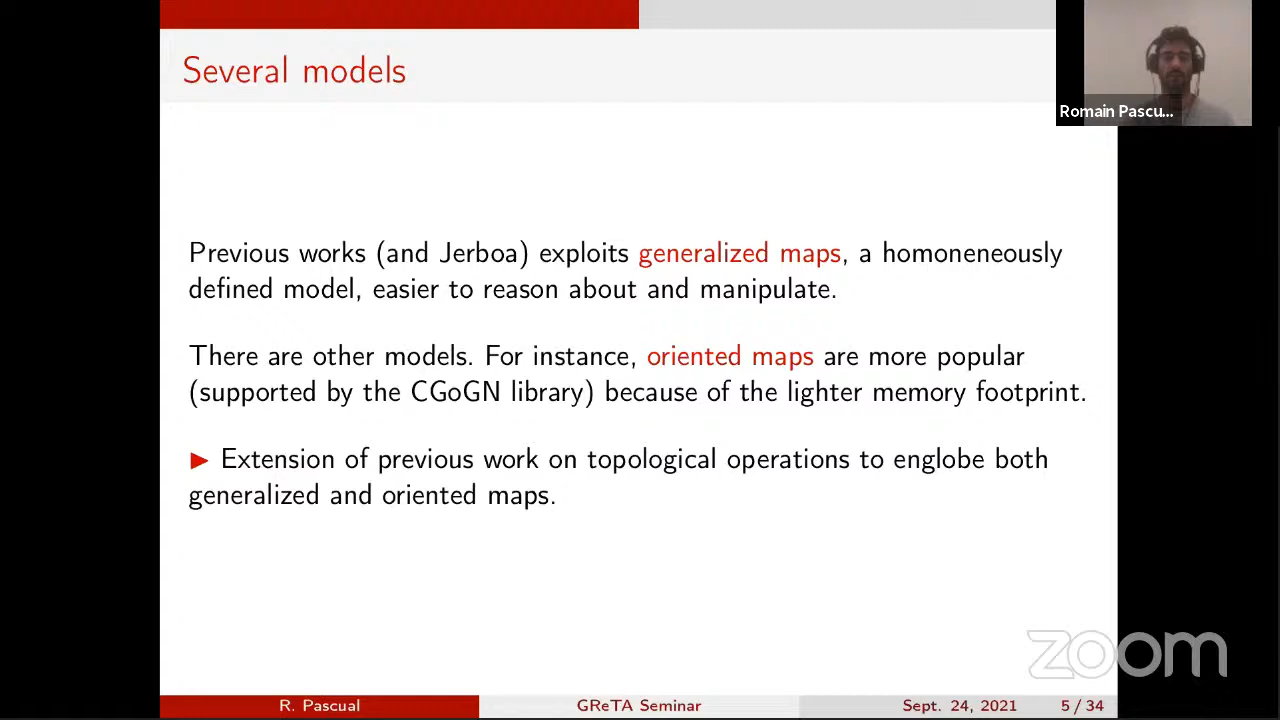 Several models
Romain Pascu...
Previous works (and Jerboa) exploits generalized maps, a homoneneously
defined model, easier to reason about and manipulate.
There are other models. For instance, oriented maps are more popular
(supported by the CGoGN library) because of the lighter memory footprint.
▶ Extension of previous work on topological operations to englobe both
generalized and oriented maps.
zoom
R. Pascual GReTA Seminar Sept. 24, 2021 5 / 34